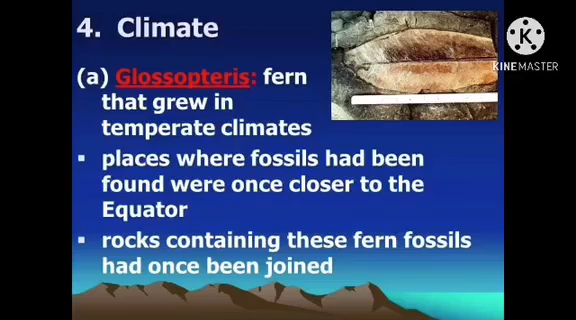 4. Climate
KINEMASTER
(a) Glossopteris: fern
that grew in
temperate climates
▪ places where fossils had been
found were once closer to the
Equator
▪ rocks containing these fern fossils
had once been joined